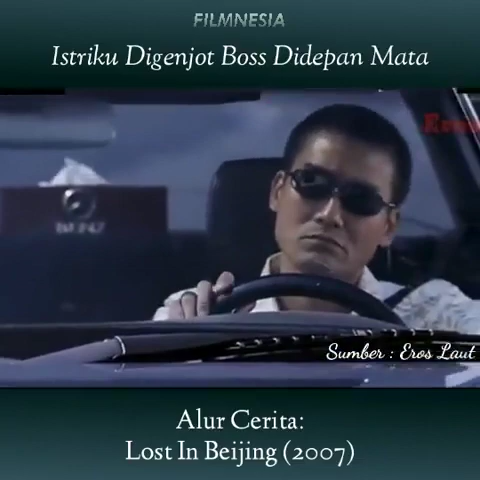 FILMNESIA
Istriku Digenjot Boss Didepan Mata
Sumber : Eros Laut
Alur Cerita:
Lost In Beijing (2007)